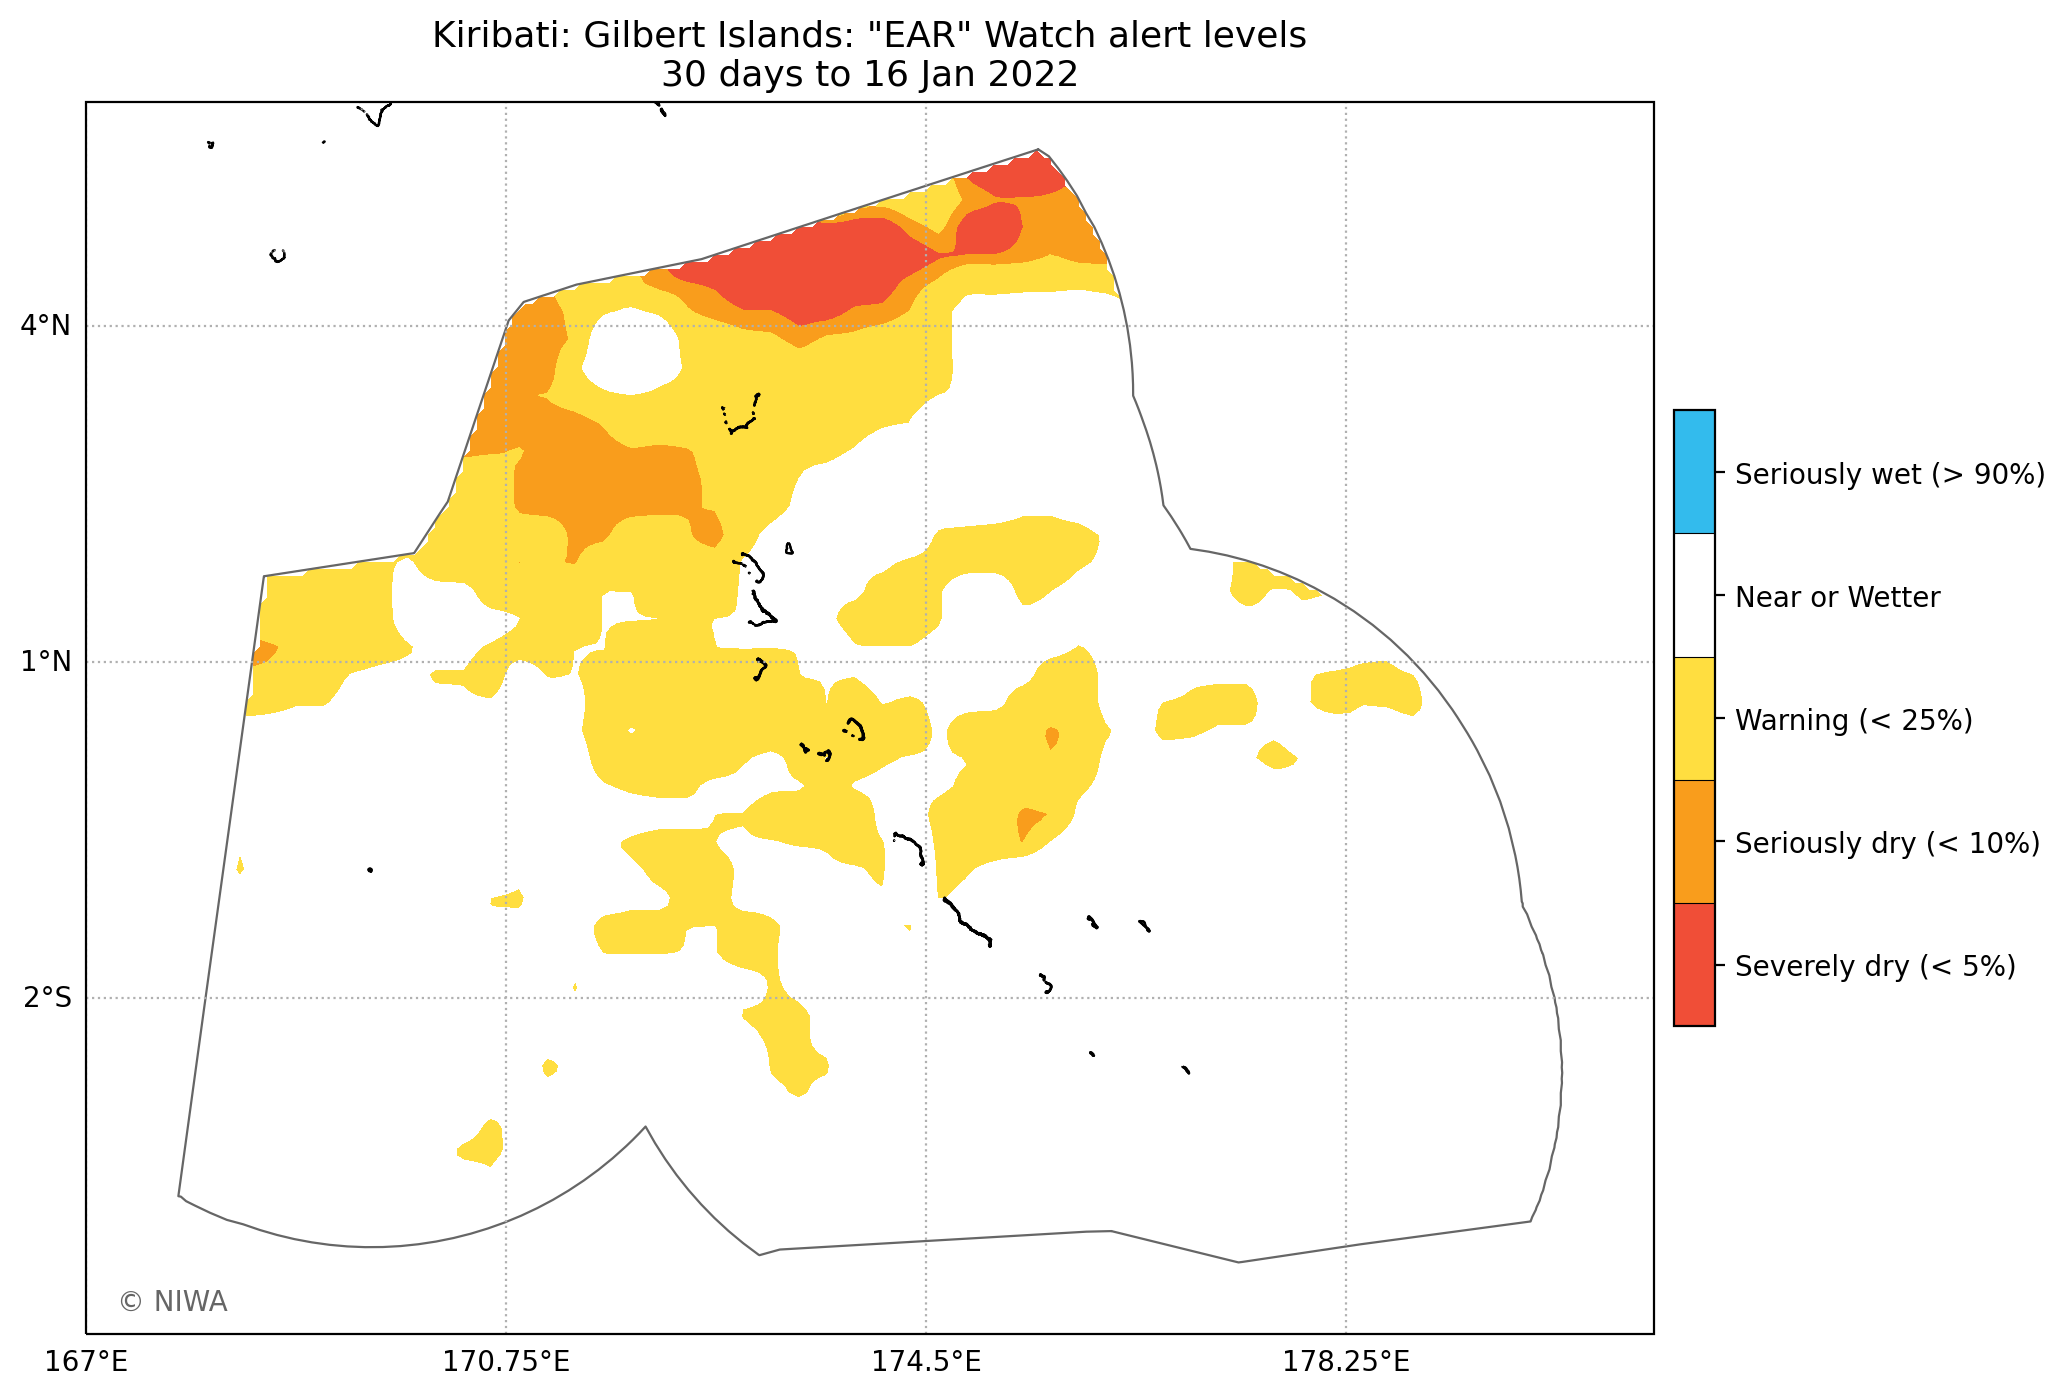 Kiribati: Gilbert Islands: "EAR" Watch alert levels
30 days to 16 Jan 2022
4°N
1°N
2°S
167°E
170.75°E
174.5°E
178.25°E
Seriously wet (> 90%)
Near or Wetter
Warning (< 25%)
Seriously dry (< 10%)
Severely dry (< 5%)
© NIWA